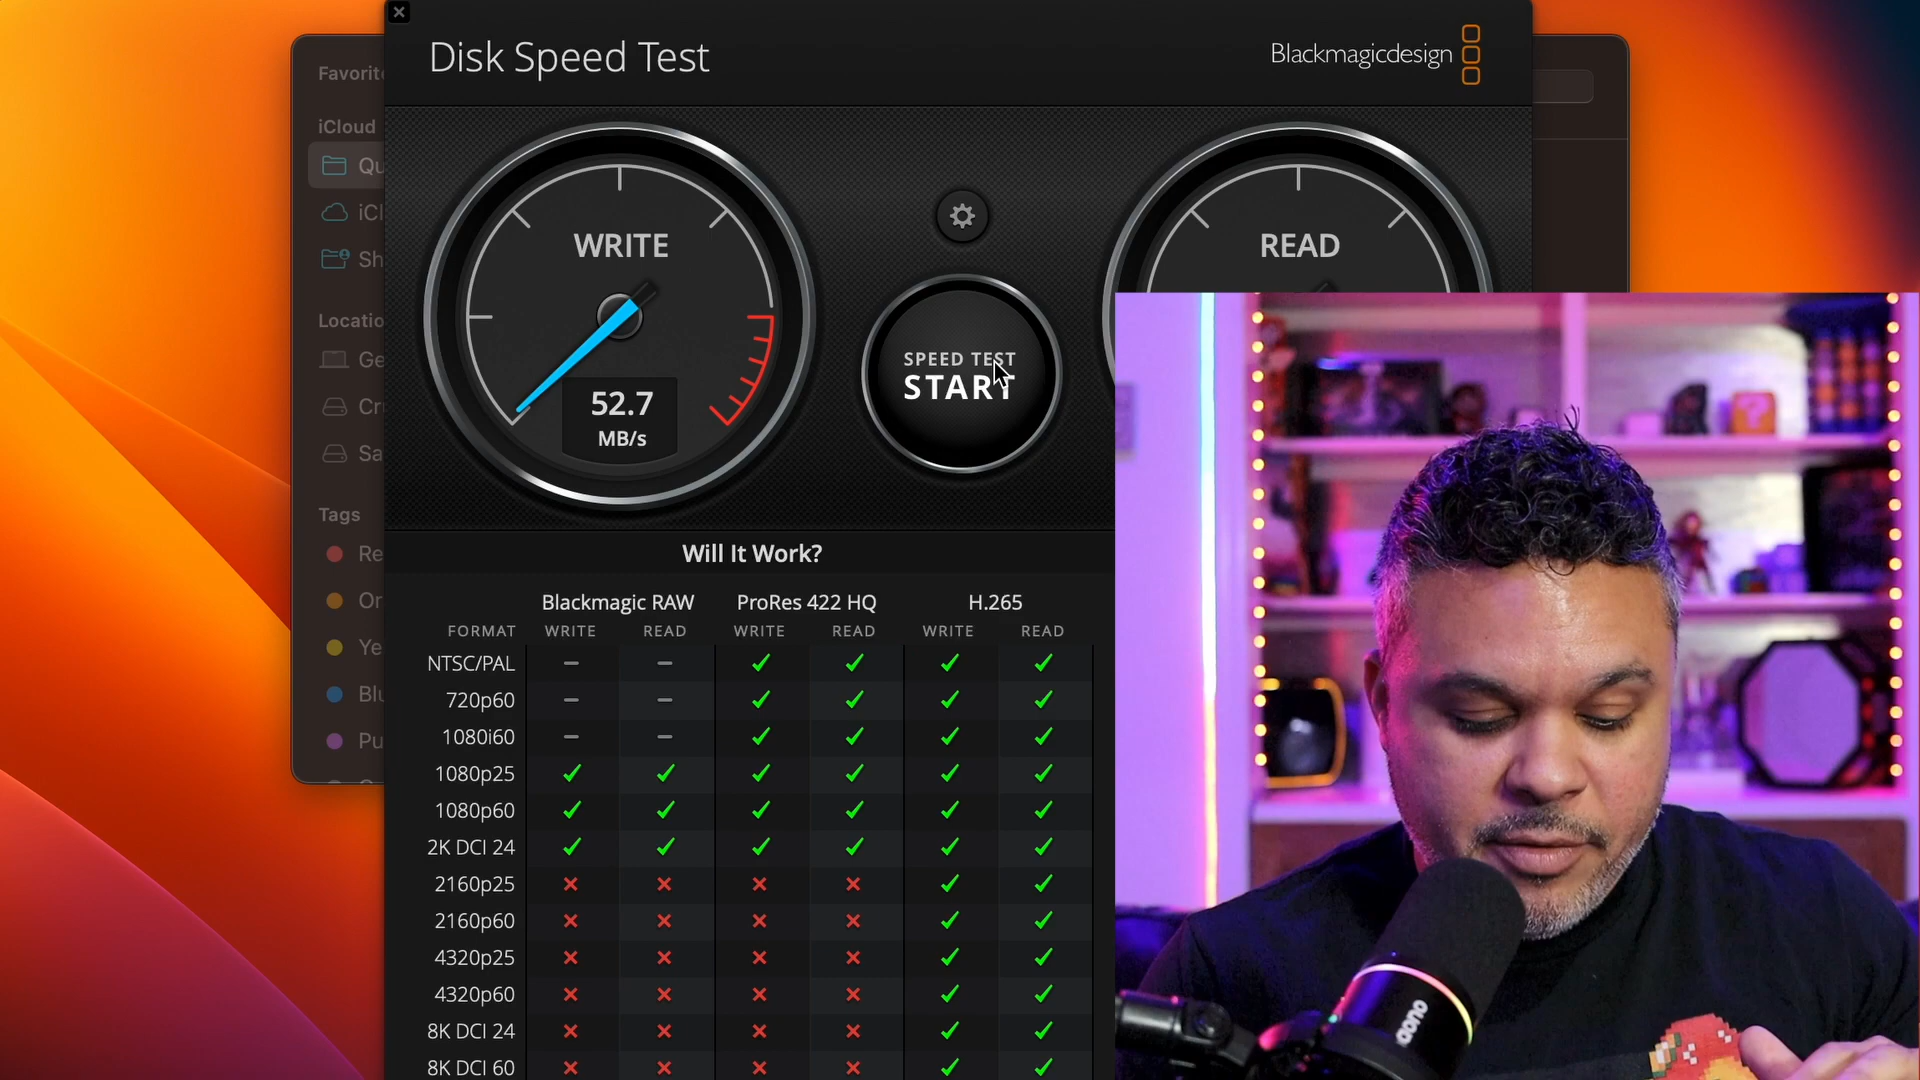 Disk Speed Test
Blackmagicdesign
Favorit
iCloud
Qu
iCl
Sh
Locatio
Ge
Cr
Sa
Tags
Re
Or
Ye
Blu
Pu
WRITE
52.7
MB/s
SPEED TEST
START
READ
Will It Work?
Blackmagic RAW ProRes 422 HQ H.265
FORMAT WRITE READ WRITE READ WRITE READ
NTSC/PAL – – ✓ ✓ ✓ ✓
720p60 – – ✓ ✓ ✓ ✓
1080i60 – – ✓ ✓ ✓ ✓
1080p25 ✓ ✓ ✓ ✓ ✓ ✓
1080p60 ✓ ✓ ✓ ✓ ✓ ✓
2K DCI 24 ✓ ✓ ✓ ✓ ✓ ✓
2160p25 × × × × ✓ ✓
2160p60 × × × × ✓ ✓
4320p25 × × × × ✓ ✓
4320p60 × × × × ✓ ✓
8K DCI 24 × × × × ✓ ✓
8K DCI 60 × × × × ✓ ✓
aono